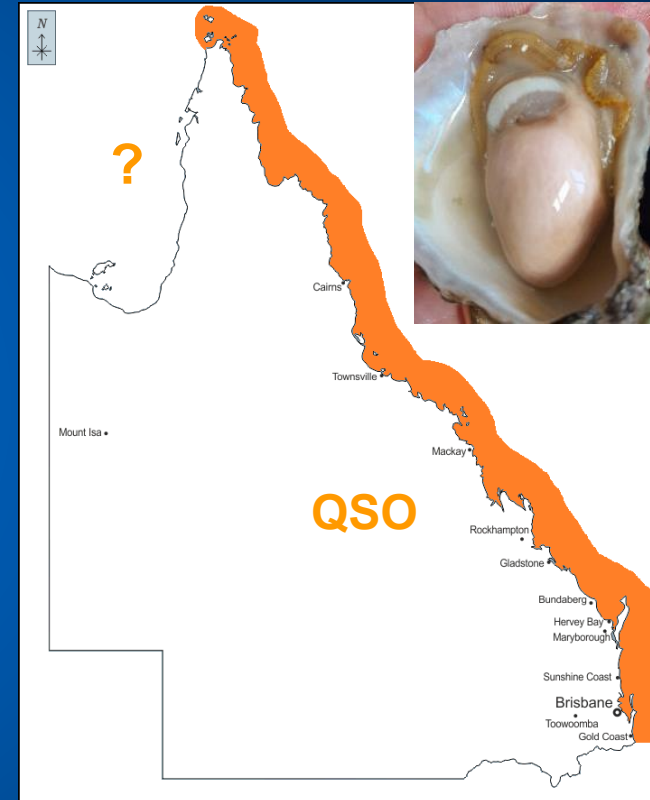 N
?
Cairns
Townsville
Mount Isa
Mackay
QSO
Rockhampton
Gladstone
Bundaberg
Hervey Bay
Maryborough
Sunshine Coast
Brisbane
Toowoomba
Gold Coast